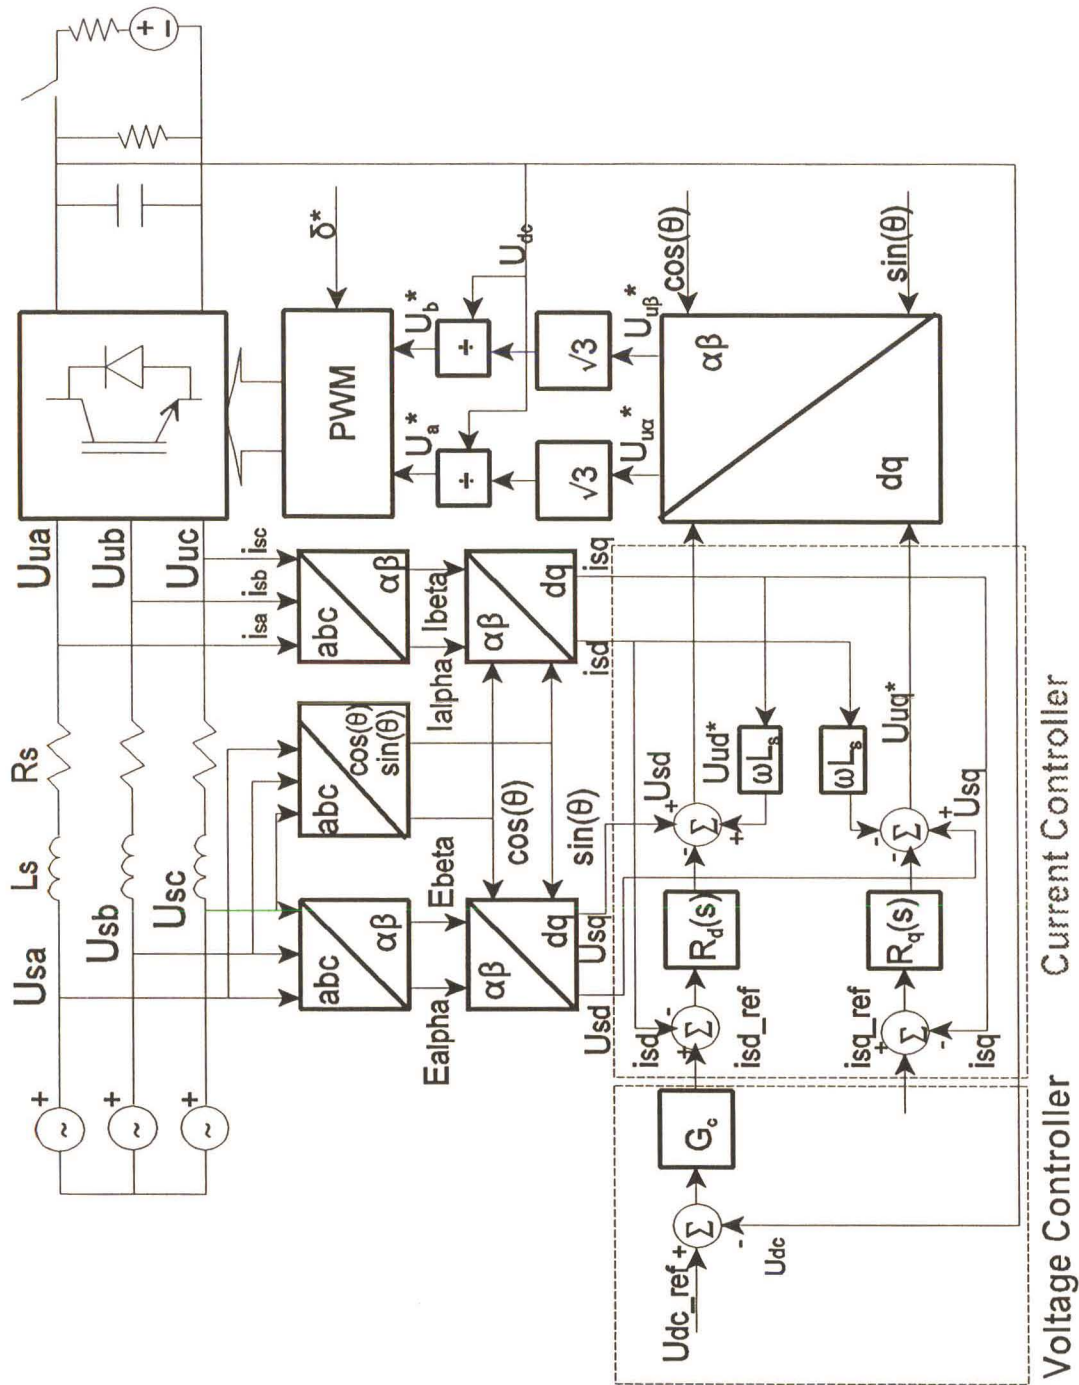 Usa
Ls
Rs
Uua
Usb
Uub
Usc
Uuc
+
~
+
~
+
~
+
−
isa
isb
isc
abc
αβ
abc
cos(θ)
sin(θ)
abc
αβ
PWM
δ*
Ealpha
Ebeta
Ialpha
Ibeta
Ua*
Ub*
Udc
αβ
dq
cos(θ)
sin(θ)
αβ
dq
÷
÷
√3
√3
Usd
Usq
isd
isq
Uuα*
Uuβ*
αβ
dq
cos(θ)
sin(θ)
Udc_ref
+
Σ
-
Udc
Gc
isd
isd_ref
+
Σ
-
Rd(s)
-
Σ
+
+
Usd
Uud*
ωLs
ωLs
isq_ref
+
Σ
-
isq
Rq(s)
-
-
Σ
+
Usq
Uuq*
Voltage Controller
Current Controller